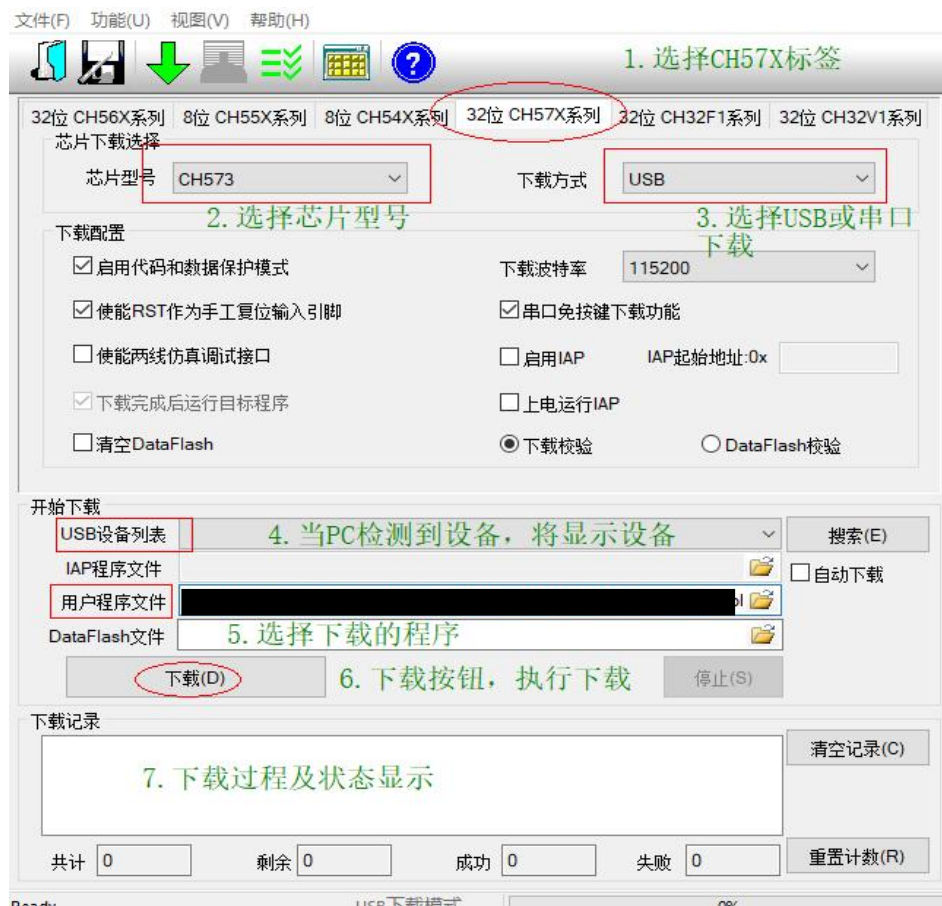 文件(F) 功能(U) 视图(V) 帮助(H)
1.选择CH57X标签
32位 CH56X系列 8位 CH55X系列 8位 CH54X系列 32位 CH57X系列 32位 CH32F1系列 32位 CH32V1系列
芯片下载选择
芯片型号 CH573 下载方式 USB
2.选择芯片型号 3.选择USB或串口
下载
下载配置
启用代码和数据保护模式 下载波特率 115200
使能RST作为手工复位输入引脚 串口免按键下载功能
使能两线仿真调试接口 启用IAP IAP起始地址:0x
下载完成后运行目标程序 上电运行IAP
清空DataFlash 下载校验 DataFlash校验
开始下载
USB设备列表 4.当PC检测到设备，将显示设备 搜索(E)
IAP程序文件 自动下载
用户程序文件
DataFlash文件 5.选择下载的程序
下载(D) 6.下载按钮，执行下载 停止(S)
下载记录
清空记录(C)
7.下载过程及状态显示
共计 0 剩余 0 成功 0 失败 0 重置计数(R)
Ready USB下载模式 0%